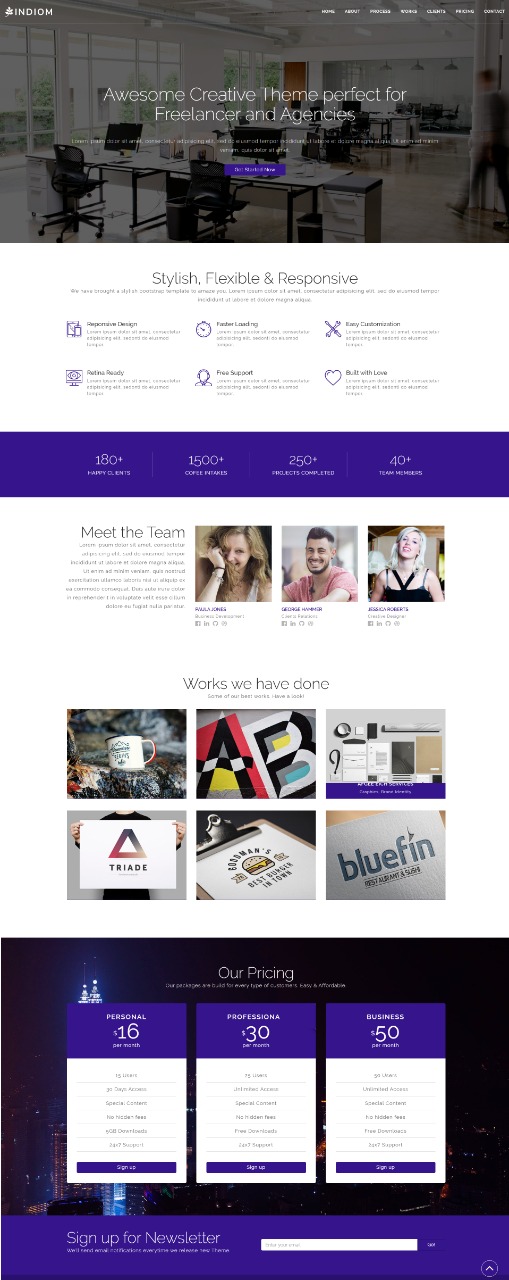 INDIOM
HOME ABOUT PROCESS WORKS CLIENTS PRICING CONTACT
Awesome Creative Theme perfect for
Freelancer and Agencies
Lorem ipsum dolor sit amet, consectetur adipiscing elit, sed do eiusmod tempor incididunt ut labore et dolore magna aliqua. Ut enim ad minim
veniam, quis dolor sit amet.
Get Started Now
Stylish, Flexible & Responsive
We have brought a stylish bootstrap template to amaze you. Lorem ipsum dolor sit amet, consectetur adipisicing elit, sed do eiusmod tempor
incididunt ut labore et dolore magna aliqua.
Reponsive Design
Lorem ipsum dolor sit amet, consectetur
adipisicing elit, sedonti do eiusmod
tempor.
Faster Loading
Lorem ipsum dolor sit amet, consectetur
adipisicing elit, sedonti do eiusmod
tempor.
Easy Customization
Lorem ipsum dolor sit amet, consectetur
adipisicing elit, sedonti do eiusmod
tempor.
Retina Ready
Lorem ipsum dolor sit amet, consectetur
adipisicing elit, sedonti do eiusmod
tempor.
Free Support
Lorem ipsum dolor sit amet, consectetur
adipisicing elit, sedonti do eiusmod
tempor.
Built with Love
Lorem ipsum dolor sit amet, consectetur
adipisicing elit, sedonti do eiusmod
tempor.
180+ 1500+ 250+ 40+
HAPPY CLIENTS COFEE INTAKES PROJECTS COMPLETED TEAM MEMBERS
Meet the Team
Lorem ipsum dolor sit amet, consectetur
adipisicing elit, sed do eiusmod tempor
incididunt ut labore et dolore magna aliqua.
Ut enim ad minim veniam, quis nostrud
exercitation ullamco laboris nisi ut aliquip ex
ea commodo consequat. Duis aute irure dolor
in reprehenderit in voluptate velit esse cillum
dolore eu fugiat nulla pariatur.
PAULA JONES
Business Development
GEORGE HAMMER
Clients Relations
JESSICA ROBERTS
Creative Designer
Works we have done
Some of our best works. Have a look!
AB
Graphics, Brand Identity
TRIADE
GOODMAN'S
BEST BURGER
IN TOWN
bluefin
RESTAURANT & SUSHI
Our Pricing
Our packages are build for every type of customers. Easy & Affordable.
PERSONAL
$16
per month
15 Users
30 Days Access
Special Content
No hidden fees
5GB Downloads
24x7 Support
Sign up
PROFESSIONA
$30
per month
25 Users
Unlimited Access
Special Content
No hidden fees
Free Downloads
24x7 Support
Sign up
BUSINESS
$50
per month
50 Users
Unlimited Access
Special Content
No hidden fees
Free Downloads
24x7 Support
Sign up
Sign up for Newsletter
We'll send email notifications everytime we release new Theme.
Enter your email
Go!